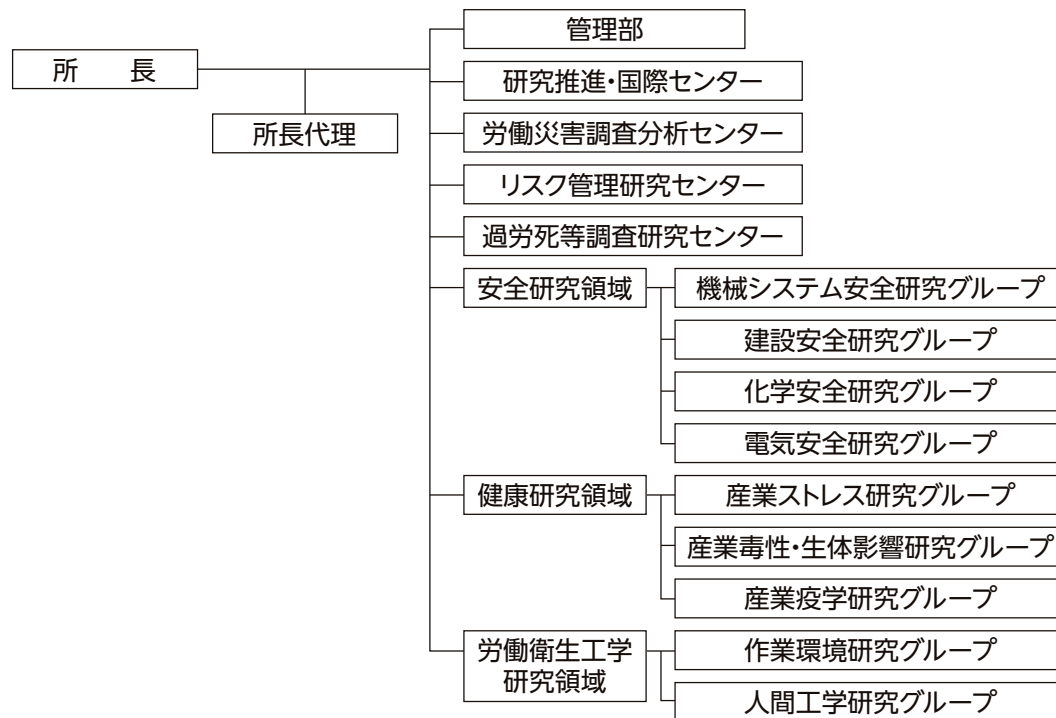 所　長
所長代理
管理部
研究推進・国際センター
労働災害調査分析センター
リスク管理研究センター
過労死等調査研究センター
安全研究領域
機械システム安全研究グループ
建設安全研究グループ
化学安全研究グループ
電気安全研究グループ
健康研究領域
産業ストレス研究グループ
産業毒性・生体影響研究グループ
産業疫学研究グループ
労働衛生工学
研究領域
作業環境研究グループ
人間工学研究グループ